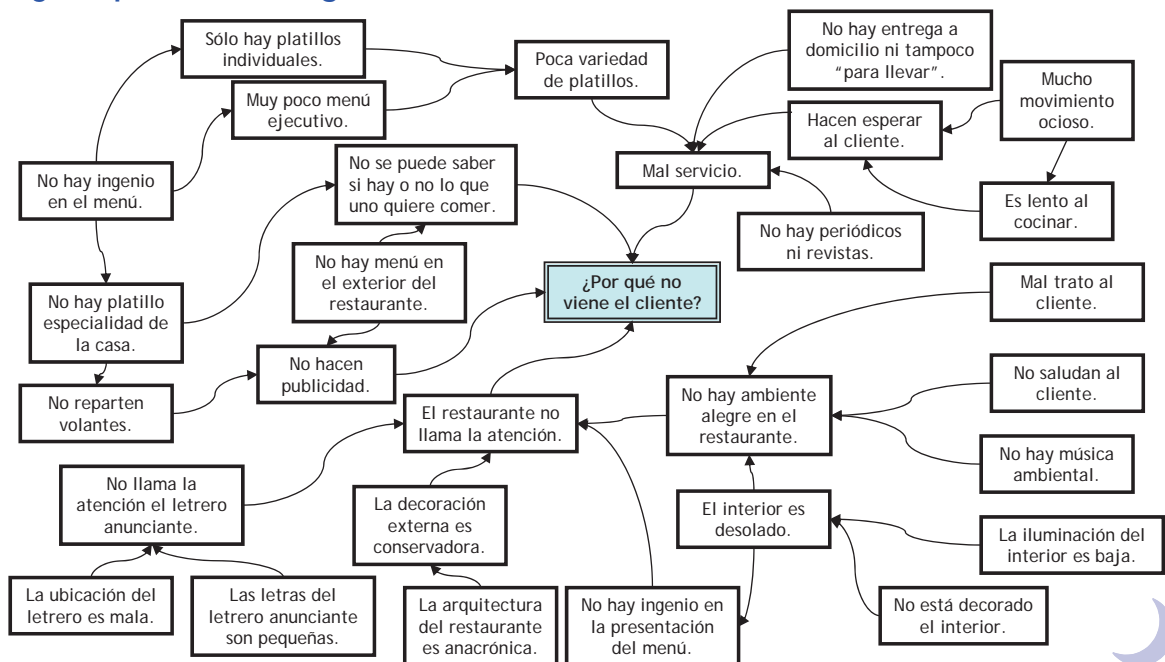 Sólo hay platillos
individuales.
Poca variedad
de platillos.
No hay entrega a
domicilio ni tampoco
“para llevar”.
Mucho
movimiento
ocioso.
Muy poco menú
ejecutivo.
Hacen esperar
al cliente.
No hay ingenio
en el menú.
No se puede saber
si hay o no lo que
uno quiere comer.
Mal servicio.
Es lento al
cocinar.
No hay periódicos
ni revistas.
No hay menú en
el exterior del
restaurante.
¿Por qué no
viene el cliente?
Mal trato al
cliente.
No hay platillo
especialidad de
la casa.
No hacen
publicidad.
No reparten
volantes.
El restaurante no
llama la atención.
No hay ambiente
alegre en el
restaurante.
No saludan al
cliente.
No hay música
ambiental.
No llama la
atención el letrero
anunciante.
La decoración
externa es
conservadora.
El interior es
desolado.
La iluminación del
interior es baja.
La ubicación del
letrero es mala.
Las letras del
letrero anunciante
son pequeñas.
La arquitectura
del restaurante
es anacrónica.
No hay ingenio en
la presentación
del menú.
No está decorado
el interior.